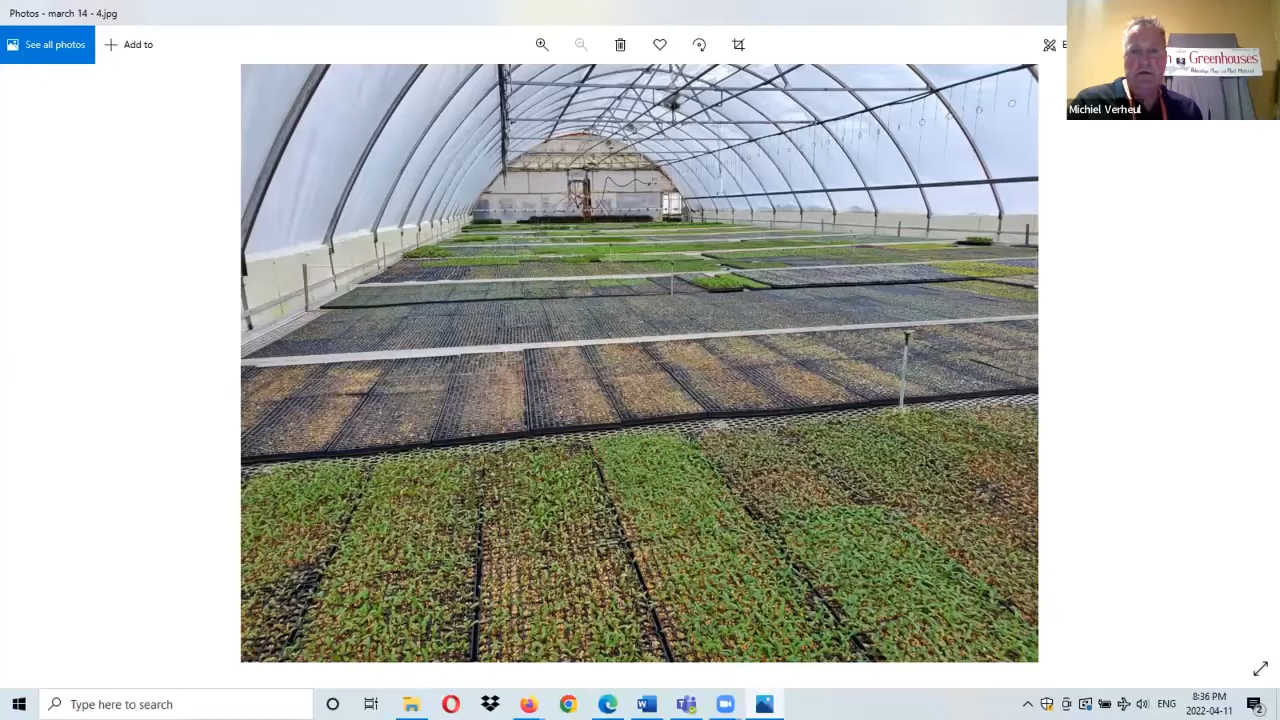 Photos - march 14 - 4.jpg
See all photos
Add to
Greenhouses
Michiel Verheul
Type here to search
ENG
8:36 PM
2022-04-11
2